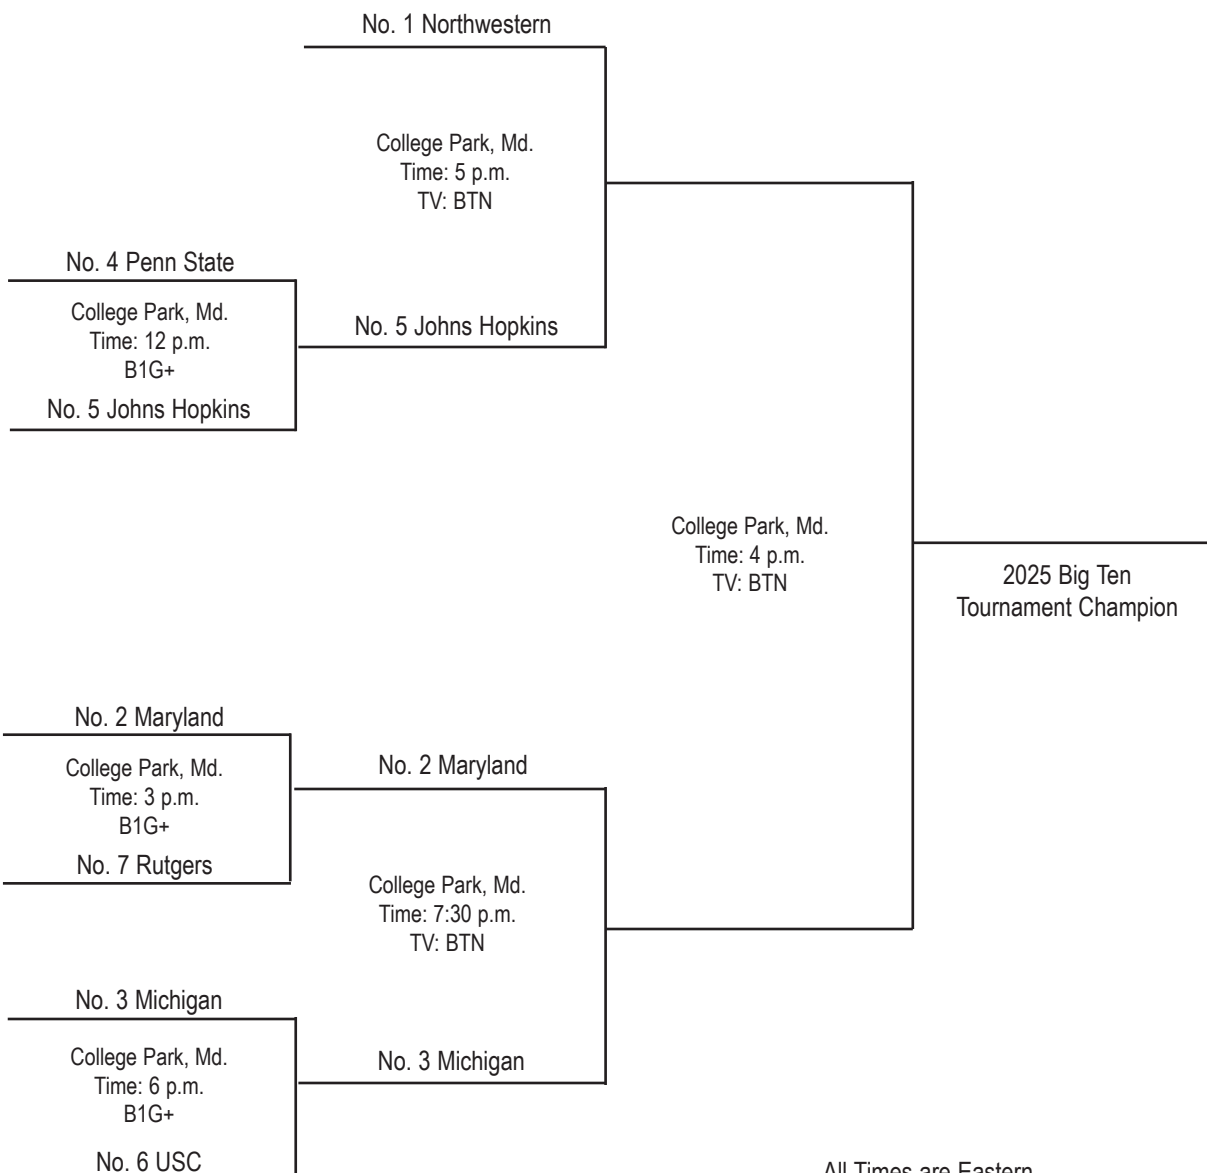 No. 1 Northwestern
College Park, Md.
Time: 5 p.m.
TV: BTN
No. 4 Penn State
College Park, Md.
Time: 12 p.m.
B1G+
No. 5 Johns Hopkins
No. 5 Johns Hopkins
College Park, Md.
Time: 4 p.m.
TV: BTN
2025 Big Ten
Tournament Champion
No. 2 Maryland
College Park, Md.
Time: 3 p.m.
B1G+
No. 7 Rutgers
No. 2 Maryland
College Park, Md.
Time: 7:30 p.m.
TV: BTN
No. 3 Michigan
College Park, Md.
Time: 6 p.m.
B1G+
No. 6 USC
No. 3 Michigan
All Times are Eastern